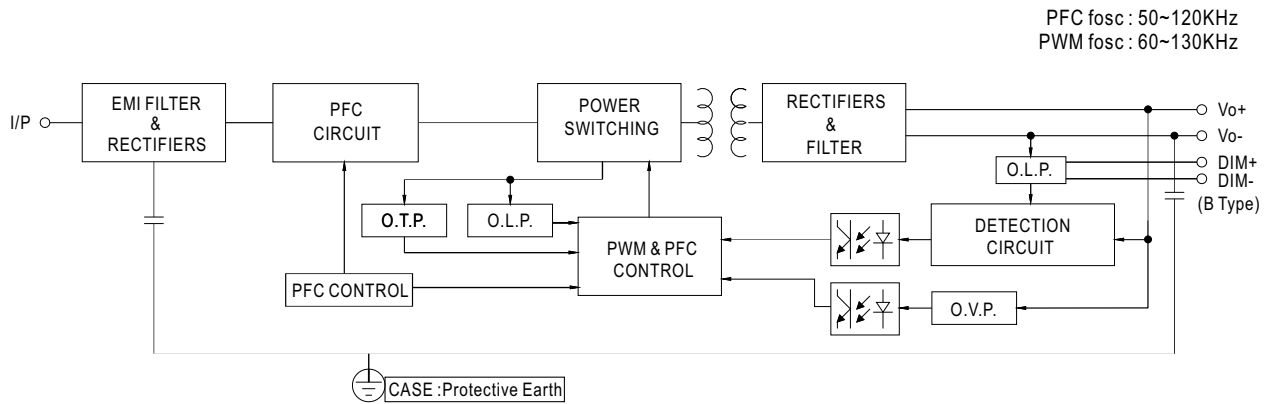 PFC fosc : 50~120KHz
PWM fosc : 60~130KHz
I/P
EMI FILTER
&
RECTIFIERS
PFC
CIRCUIT
POWER
SWITCHING
RECTIFIERS
&
FILTER
Vo+
Vo-
DIM+
DIM-
(B Type)
O.L.P.
O.T.P.
O.L.P.
DETECTION
CIRCUIT
PWM & PFC
CONTROL
PFC CONTROL
O.V.P.
CASE :Protective Earth